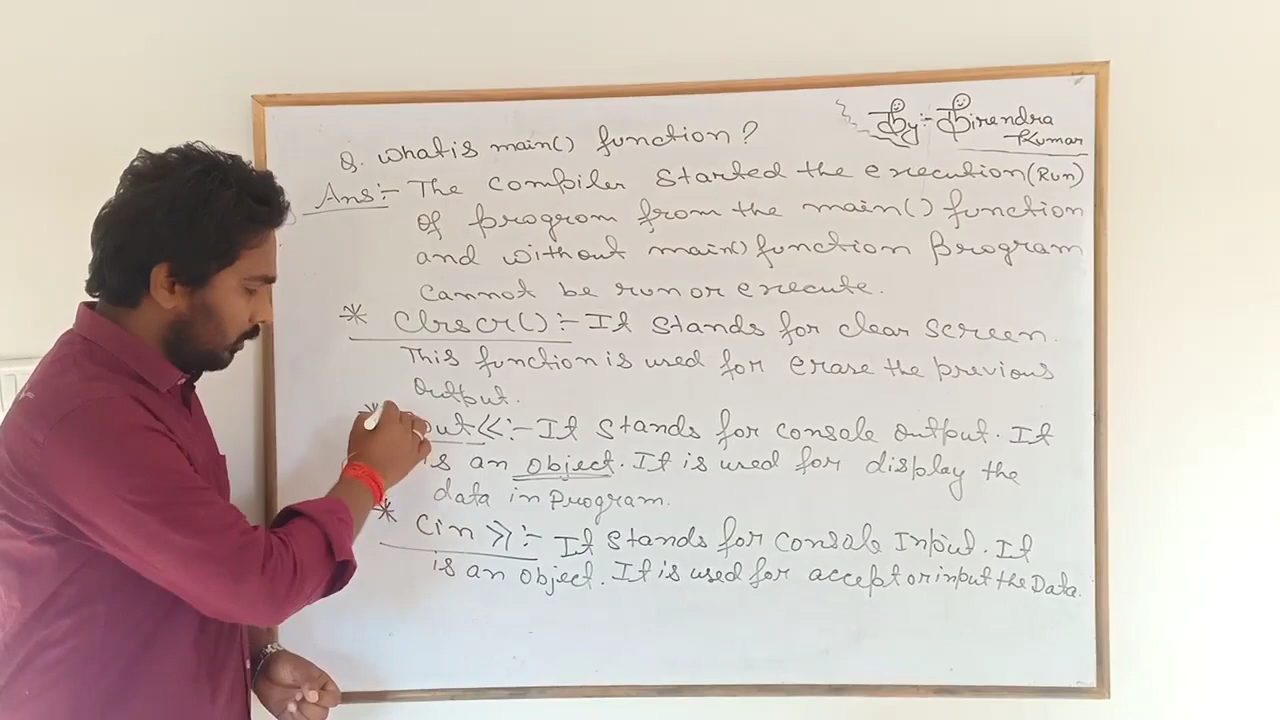 By:- Birendra
Kumar
Q. What is main() function?
Ans:- The Compiler Started the execution (Run)
Of program from the main() function
and without main() function Program
Cannot be run or execute.
* Clrscr():- It Stands for clear Screen.
This function is used for erase the previous
Output.
* out<<:- It Stands for Console Output. It
is an object. It is used for display the
data in Program.
* Cin >>:- It Stands for Console Input. It
is an Object. It is used for accept or input the Data.